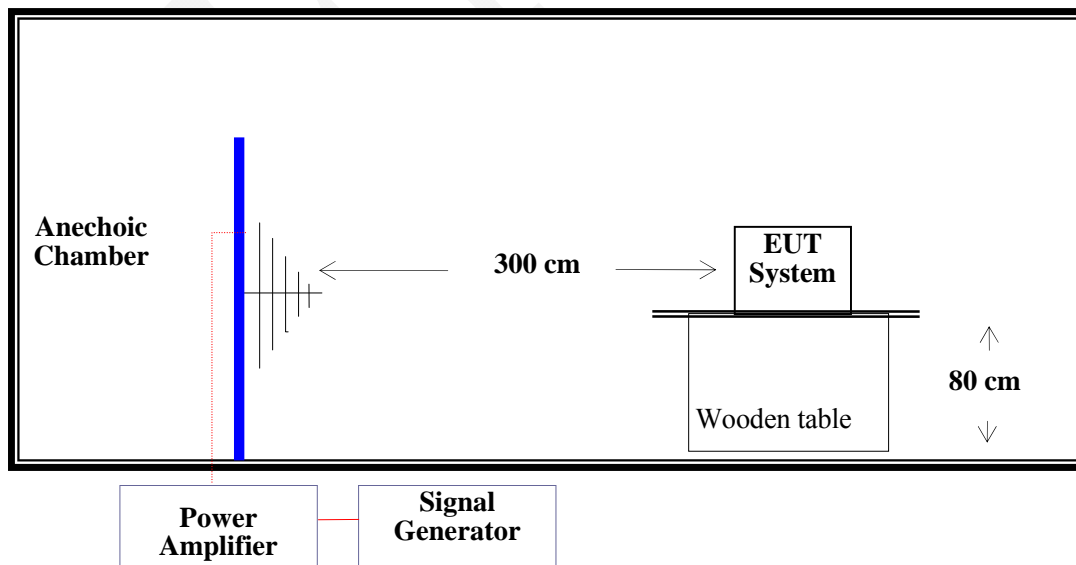 Anechoic
Chamber
300 cm
EUT
System
80 cm
Wooden table
Power
Amplifier
Signal
Generator